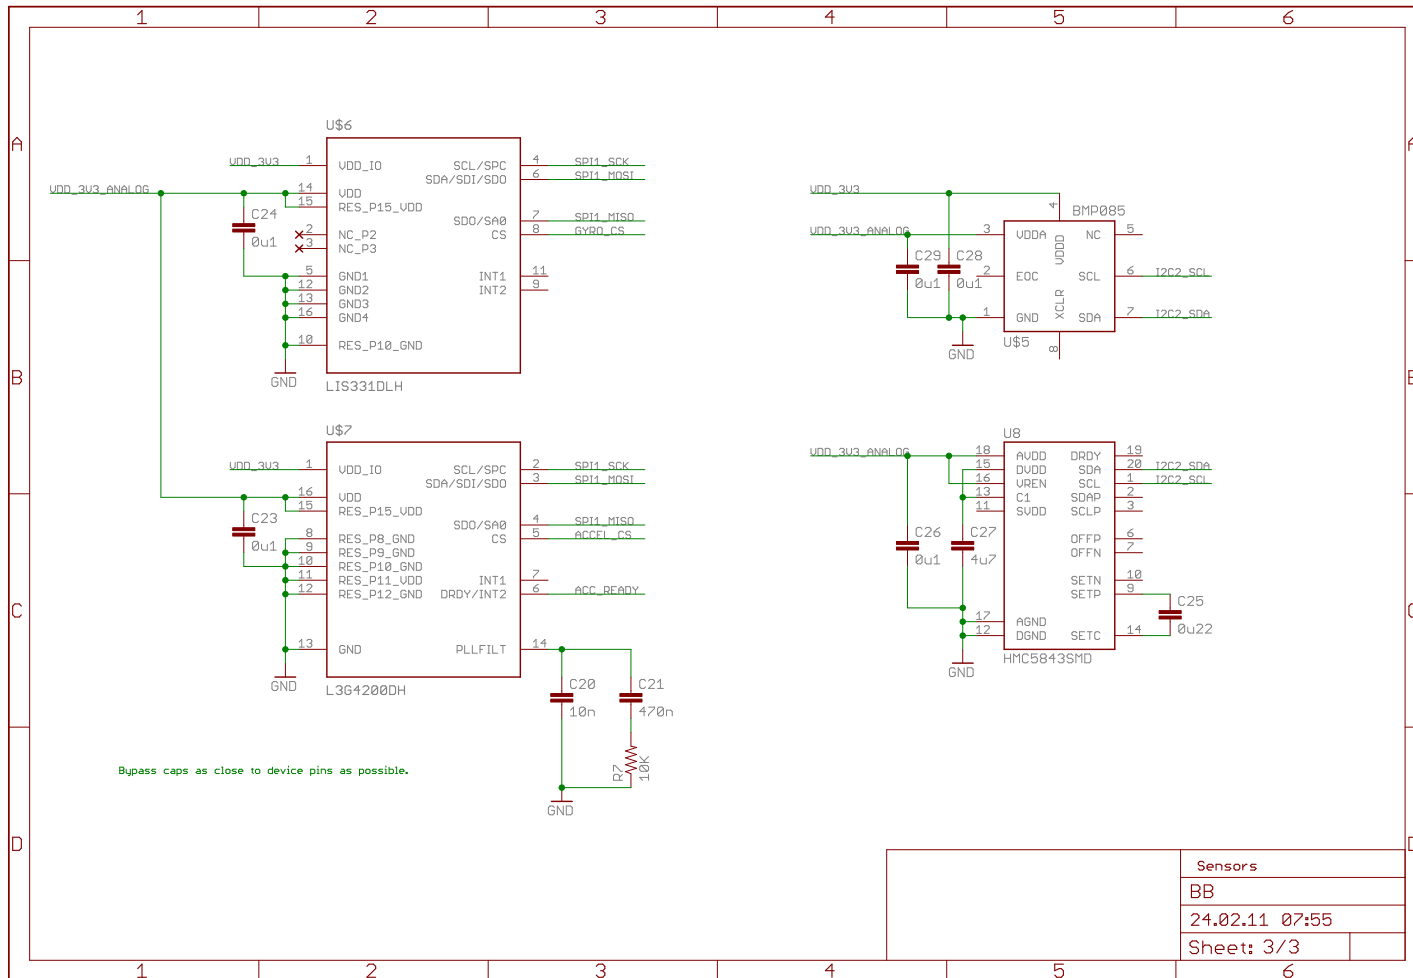 1 2 3 4 5 6
A
B
C
D
U$6
VDD_3V3 1 VDD_IO SCL/SPC 4 SPI1_SCK
SDA/SDI/SDO 6 SPI1_MOSI
VDD_3V3_ANALOG 14 VDD
15 RES_P15_VDD
C24
0u1
SDO/SA0 7 SPI1_MISO
2 NC_P2 CS 8 GYRO_CS
3 NC_P3
5 GND1 INT1 11
12 GND2 INT2 9
13 GND3
16 GND4
10 RES_P10_GND
GND
LIS331DLH
VDD_3V3
4
BMP085
VDD_3V3_ANALOG 3 VDDA VDDD NC 5
C29
0u1
C28
0u1
2 EOC SCL 6 I2C2_SCL
XCLR
1 GND SDA 7 I2C2_SDA
8
U$5
GND
U$7
VDD_3V3 1 VDD_IO SCL/SPC 2 SPI1_SCK
SDA/SDI/SDO 3 SPI1_MOSI
16 VDD
15 RES_P15_VDD
C23
0u1
SDO/SA0 4 SPI1_MISO
8 RES_P8_GND CS 5 ACCEL_CS
9 RES_P9_GND
10 RES_P10_GND
11 RES_P11_VDD INT1 7
12 RES_P12_GND DRDY/INT2 6 ACC_READY
13 GND PLLFILT 14
GND
L3G4200DH
C20
10n
C21
470n
R7
10K
GND
U8
VDD_3V3_ANALOG 18 AVDD DRDY 19
15 DVDD SDA 20 I2C2_SDA
16 VREN SCL 1 I2C2_SCL
13 C1 SDAP 2
11 SVDD SCLP 3
C26
0u1
C27
4u7
OFFP 6
OFFN 7
SETN 10
SETP 9
C25
0u22
17 AGND
12 DGND SETC 14
GND
HMC5843SMD
Bypass caps as close to device pins as possible.
Sensors
BB
24.02.11 07:55
Sheet: 3/3
1 2 3 4 5 6